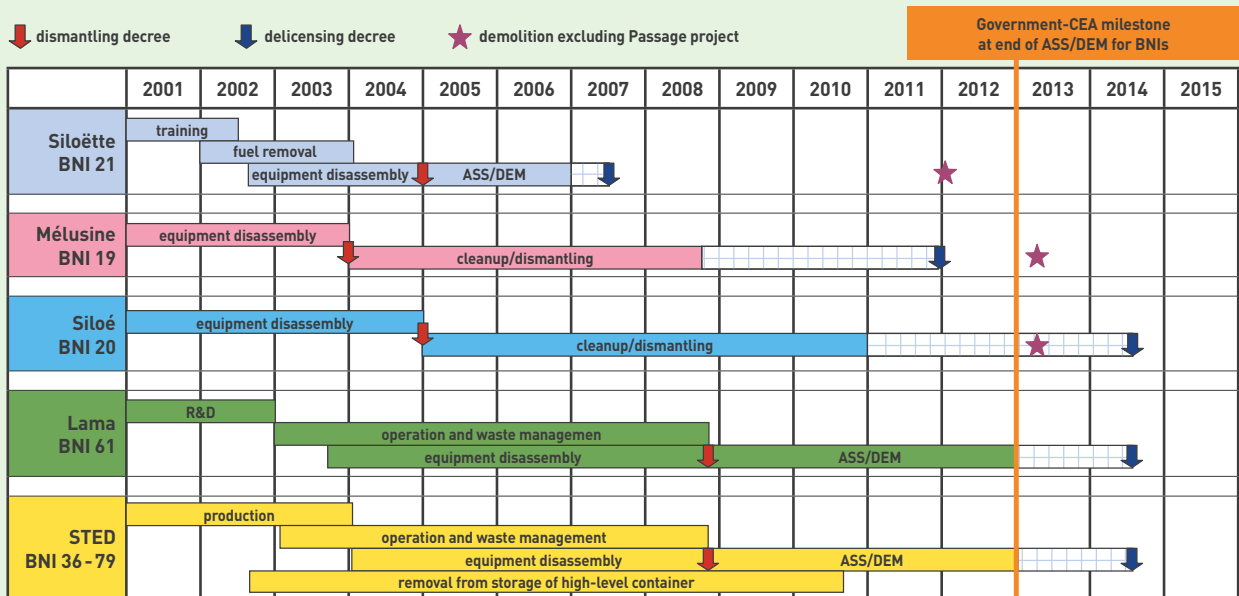 dismantling decree
delicensing decree
demolition excluding Passage project
Government-CEA milestone
at end of ASS/DEM for BNIs
2001 2002 2003 2004 2005 2006 2007 2008 2009 2010 2011 2012 2013 2014 2015
Siloëtte
BNI 21
training
fuel removal
equipment disassembly
ASS/DEM
Mélusine
BNI 19
equipment disassembly
cleanup/dismantling
Siloé
BNI 20
equipment disassembly
cleanup/dismantling
Lama
BNI 61
R&D
operation and waste managemen
equipment disassembly
ASS/DEM
STED
BNI 36-79
production
operation and waste management
equipment disassembly
ASS/DEM
removal from storage of high-level container